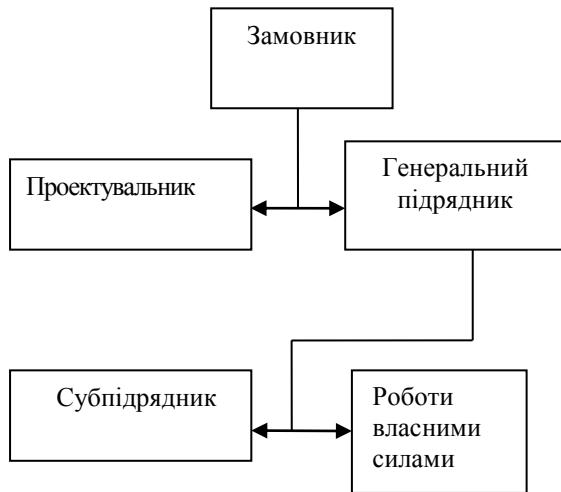 Замовник
Проектувальник
Генеральний
підрядник
Субпідрядник
Роботи
власними
силами